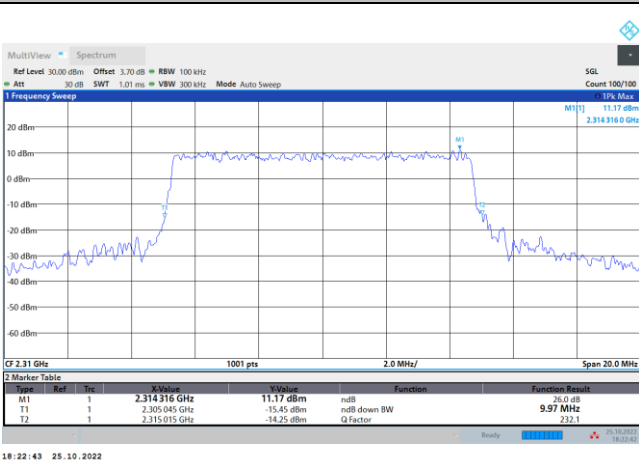 MultiView Spectrum
Ref Level 30.00 dBm Offset 3.70 dB RBW 100 kHz SGL
Att 30 dB SWT 1.01 ms VBW 300 kHz Mode Auto Sweep Count 100/100
1 Frequency Sweep 1Pk Max
M1[1] 11.17 dBm
2.314 316 0 GHz
20 dBm
M1
10 dBm
0 dBm
-10 dBm
T1 T2
-20 dBm
-30 dBm
-40 dBm
-50 dBm
-60 dBm
CF 2.31 GHz 1001 pts 2.0 MHz/ Span 20.0 MHz
2 Marker Table
Type Ref Trc X-Value Y-Value Function Function Result
M1 1 2.314 316 GHz 11.17 dBm ndB 26.0 dB
T1 1 2.305 045 GHz -15.45 dBm ndB down BW 9.97 MHz
T2 1 2.315 015 GHz -14.25 dBm Q Factor 232.1
Ready 25.10.2022
18:22:42
18:22:43 25.10.2022